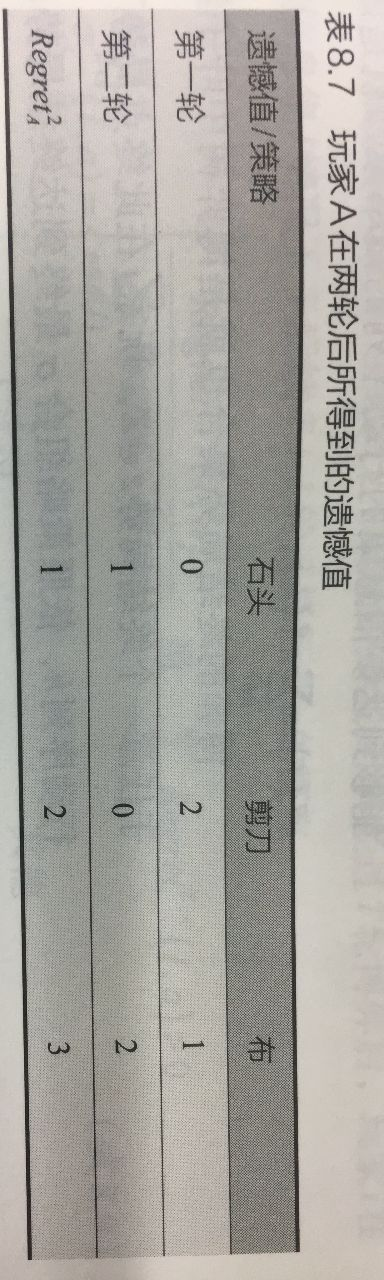 表8.7 玩家A在两轮后所得到的遗憾值
遗憾值/策略 石头 剪刀 布
第一轮 0 2 1
第二轮 1 0 2
Regret²_A 1 2 3